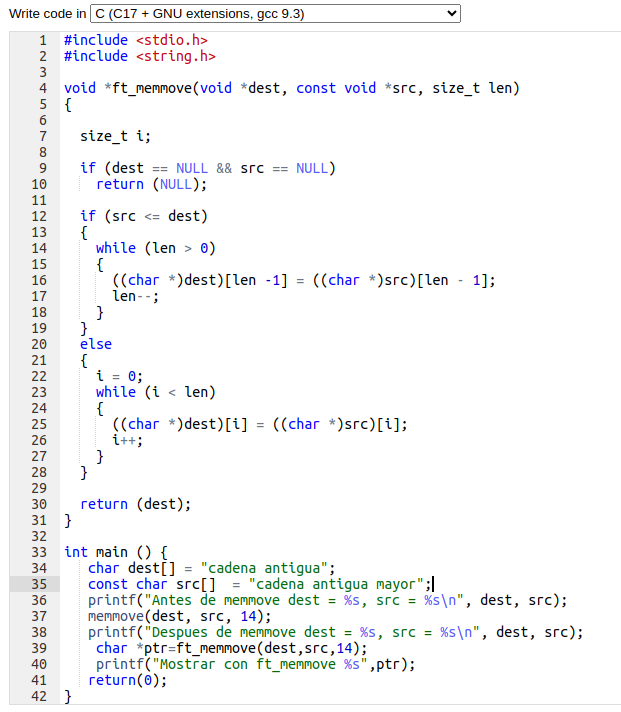 Write code in C (C17 + GNU extensions, gcc 9.3)
1 #include <stdio.h>
2 #include <string.h>
3
4 void *ft_memmove(void *dest, const void *src, size_t len)
5 {
6
7 size_t i;
8
9 if (dest == NULL && src == NULL)
10 return (NULL);
11
12 if (src <= dest)
13 {
14 while (len > 0)
15 {
16 ((char *)dest)[len -1] = ((char *)src)[len - 1];
17 len--;
18 }
19 }
20 else
21 {
22 i = 0;
23 while (i < len)
24 {
25 ((char *)dest)[i] = ((char *)src)[i];
26 i++;
27 }
28 }
29
30 return (dest);
31 }
32
33 int main () {
34 char dest[] = "cadena antigua";
35 const char src[]  = "cadena antigua mayor";
36 printf("Antes de memmove dest = %s, src = %s\n", dest, src);
37 memmove(dest, src, 14);
38 printf("Despues de memmove dest = %s, src = %s\n", dest, src);
39 char *ptr=ft_memmove(dest,src,14);
40 printf("Mostrar con ft_memmove %s",ptr);
41 return(0);
42 }